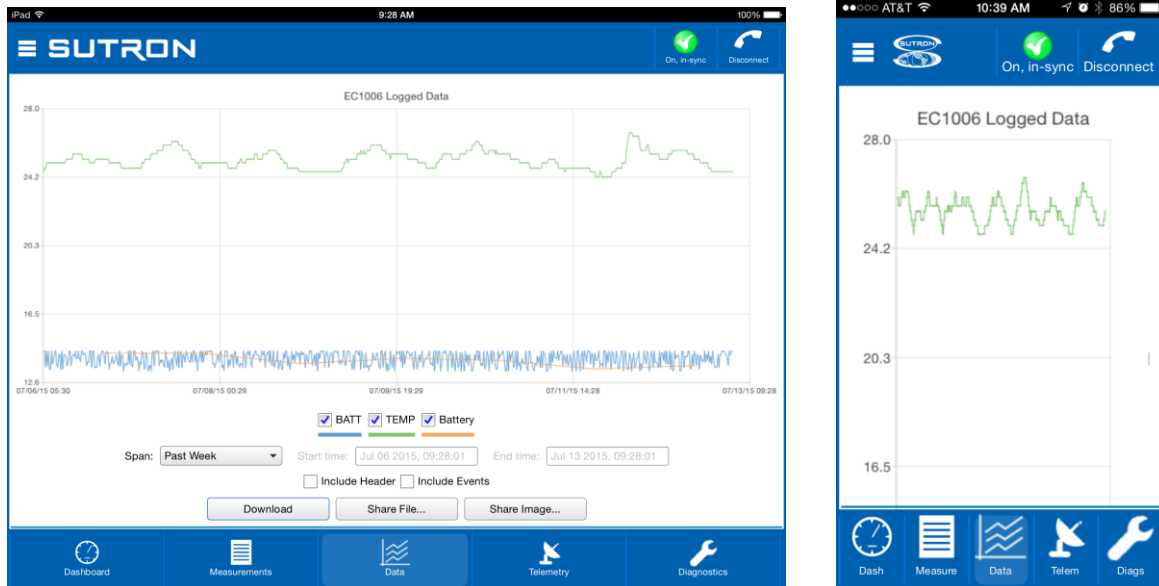 iPad 9:28 AM 100%
SUTRON
On, in-sync Disconnect
EC1006 Logged Data
28.0
24.2
20.3
16.5
12.6
07/06/15 05:30 07/08/15 00:29 07/09/15 19:29 07/11/15 14:28 07/13/15 09:28
BATT TEMP Battery
Span: Past Week Start time: Jul 06 2015, 09:28:01 End time: Jul 13 2015, 09:28:01
Include Header Include Events
Download Share File... Share Image...
Dashboard Measurements Data Telemetry Diagnostics
AT&T 10:39 AM 86%
SUTRON
On, in-sync Disconnect
EC1006 Logged Data
28.0
24.2
20.3
16.5
Dash Measure Data Telem Diags